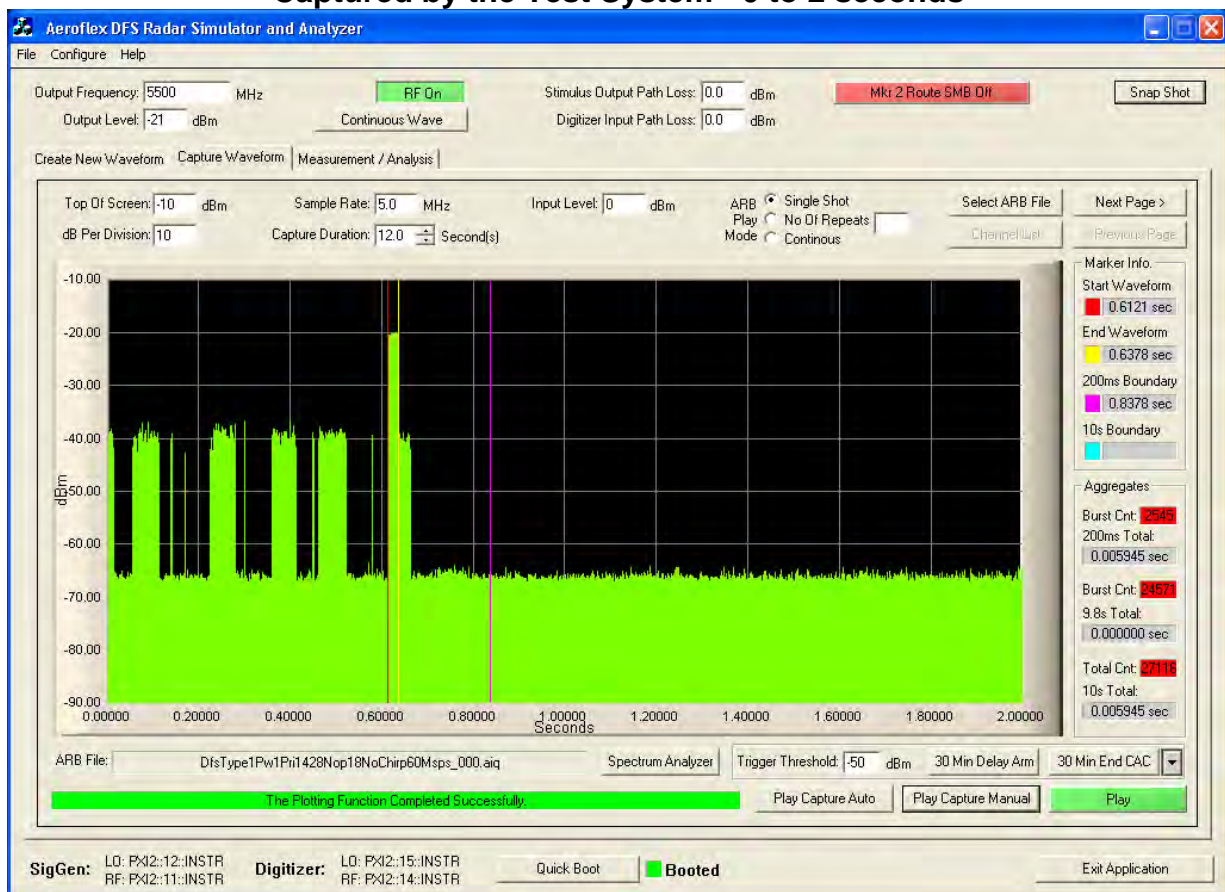 Captured by the Test System - 0 to 2 seconds
Aeroflex DFS Radar Simulator and Analyzer
File Configure Help
Output Frequency: 5500 MHz
RF On
Stimulus Output Path Loss: 0.0 dBm
Mkr 2 Route SMB Off
Snap Shot
Output Level: -21 dBm
Continuous Wave
Digitizer Input Path Loss: 0.0 dBm
Create New Waveform Capture Waveform Measurement / Analysis
Top Of Screen: -10 dBm
Sample Rate: 5.0 MHz
Input Level: 0 dBm
ARB Play Mode
Single Shot
No Of Repeats
Continous
Select ARB File
Next Page >
dB Per Division: 10
Capture Duration: 12.0 Second(s)
Channel List
Previous Page
Marker Info.
Start Waveform
0.6121 sec
End Waveform
0.6378 sec
200ms Boundary
0.8378 sec
10s Boundary
Aggregates
Burst Cnt: 2545
200ms Total:
0.005945 sec
Burst Cnt: 24571
9.8s Total:
0.000000 sec
Total Cnt: 27116
10s Total:
0.005945 sec
-10.00
-20.00
-30.00
-40.00
-50.00
-60.00
-70.00
-80.00
-90.00
dBm
0.00000 0.20000 0.40000 0.60000 0.80000 1.00000 1.20000 1.40000 1.60000 1.80000 2.00000
Seconds
ARB File: DfsType1Pw1Pri1428Nop18NoChirp60Msps_000.aiq
Spectrum Analyzer
Trigger Threshold: -50 dBm
30 Min Delay Arm
30 Min End CAC
The Plotting Function Completed Successfully.
Play Capture Auto
Play Capture Manual
Play
SigGen: LO: PXI2::12::INSTR
RF: PXI2::11::INSTR
Digitizer: LO: PXI2::15::INSTR
RF: PXI2::14::INSTR
Quick Boot
Booted
Exit Application